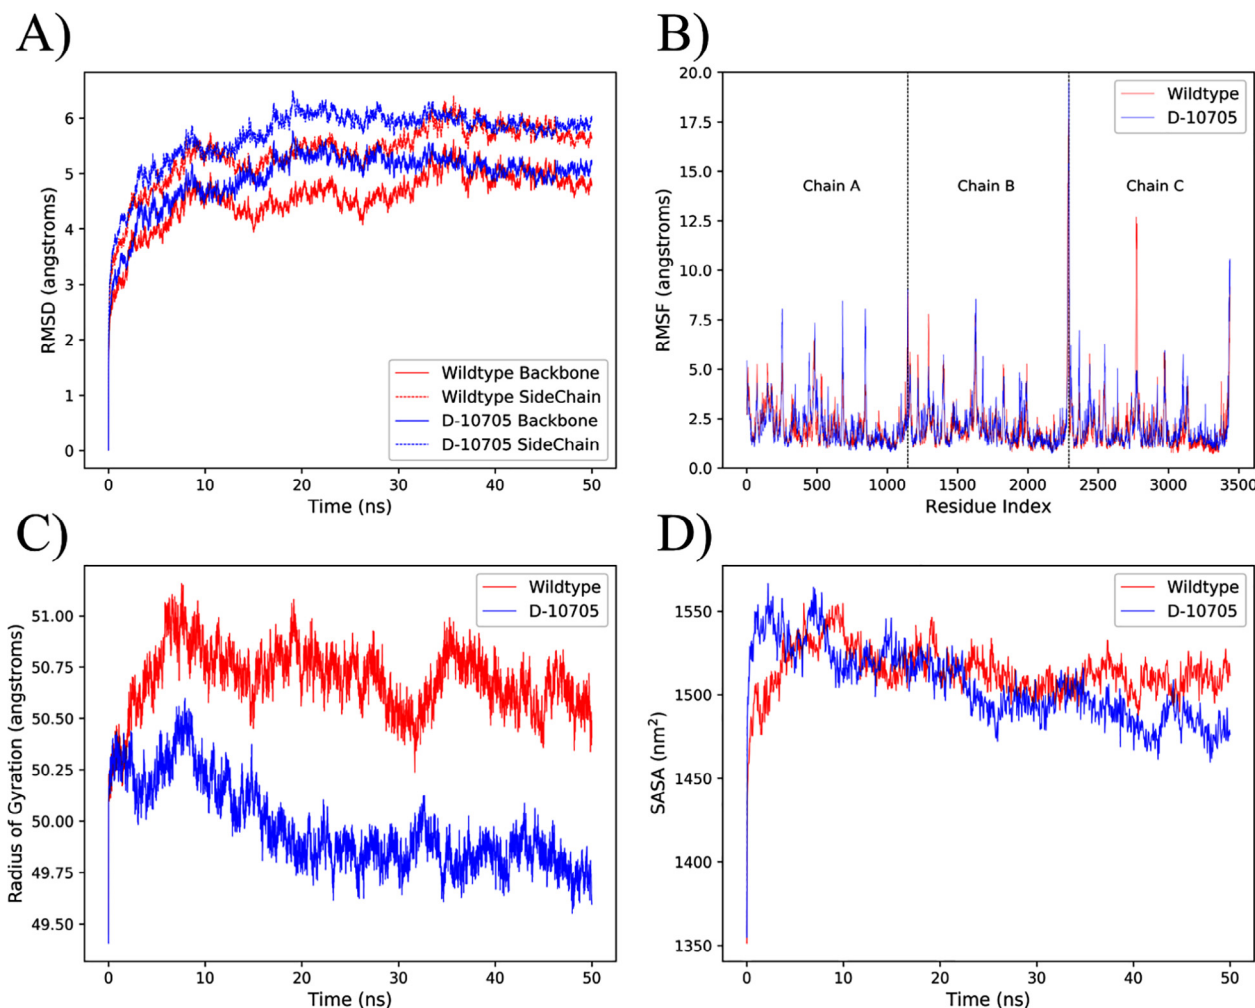 A)
RMSD (angstroms)
6
5
4
3
2
1
0
Wildtype Backbone
Wildtype SideChain
D-10705 Backbone
D-10705 SideChain
0 10 20 30 40 50
Time (ns)
B)
RMSF (angstroms)
20.0
17.5
15.0
12.5
10.0
7.5
5.0
2.5
0.0
Wildtype
D-10705
Chain A Chain B Chain C
0 500 1000 1500 2000 2500 3000 3500
Residue Index
C)
Radius of Gyration (angstroms)
51.00
50.75
50.50
50.25
50.00
49.75
49.50
Wildtype
D-10705
0 10 20 30 40 50
Time (ns)
D)
SASA (nm²)
1550
1500
1450
1400
1350
Wildtype
D-10705
0 10 20 30 40 50
Time (ns)